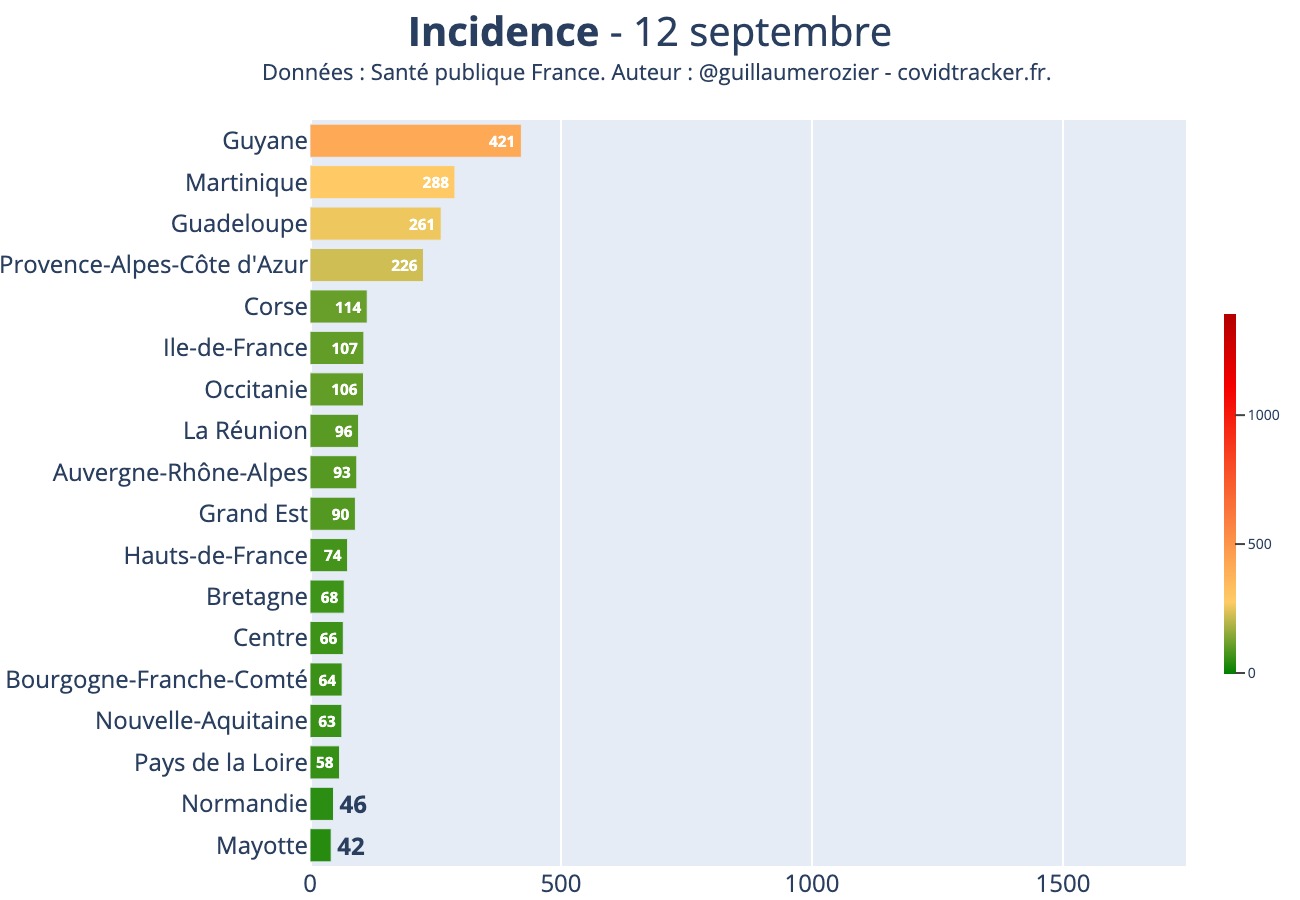 Incidence - 12 septembre
Données : Santé publique France. Auteur : @guillaumerozier - covidtracker.fr.
Guyane 421
Martinique 288
Guadeloupe 261
Provence-Alpes-Côte d'Azur 226
Corse 114
Ile-de-France 107
Occitanie 106
La Réunion 96
Auvergne-Rhône-Alpes 93
Grand Est 90
Hauts-de-France 74
Bretagne 68
Centre 66
Bourgogne-Franche-Comté 64
Nouvelle-Aquitaine 63
Pays de la Loire 58
Normandie 46
Mayotte 42
0 500 1000 1500
1000
500
0